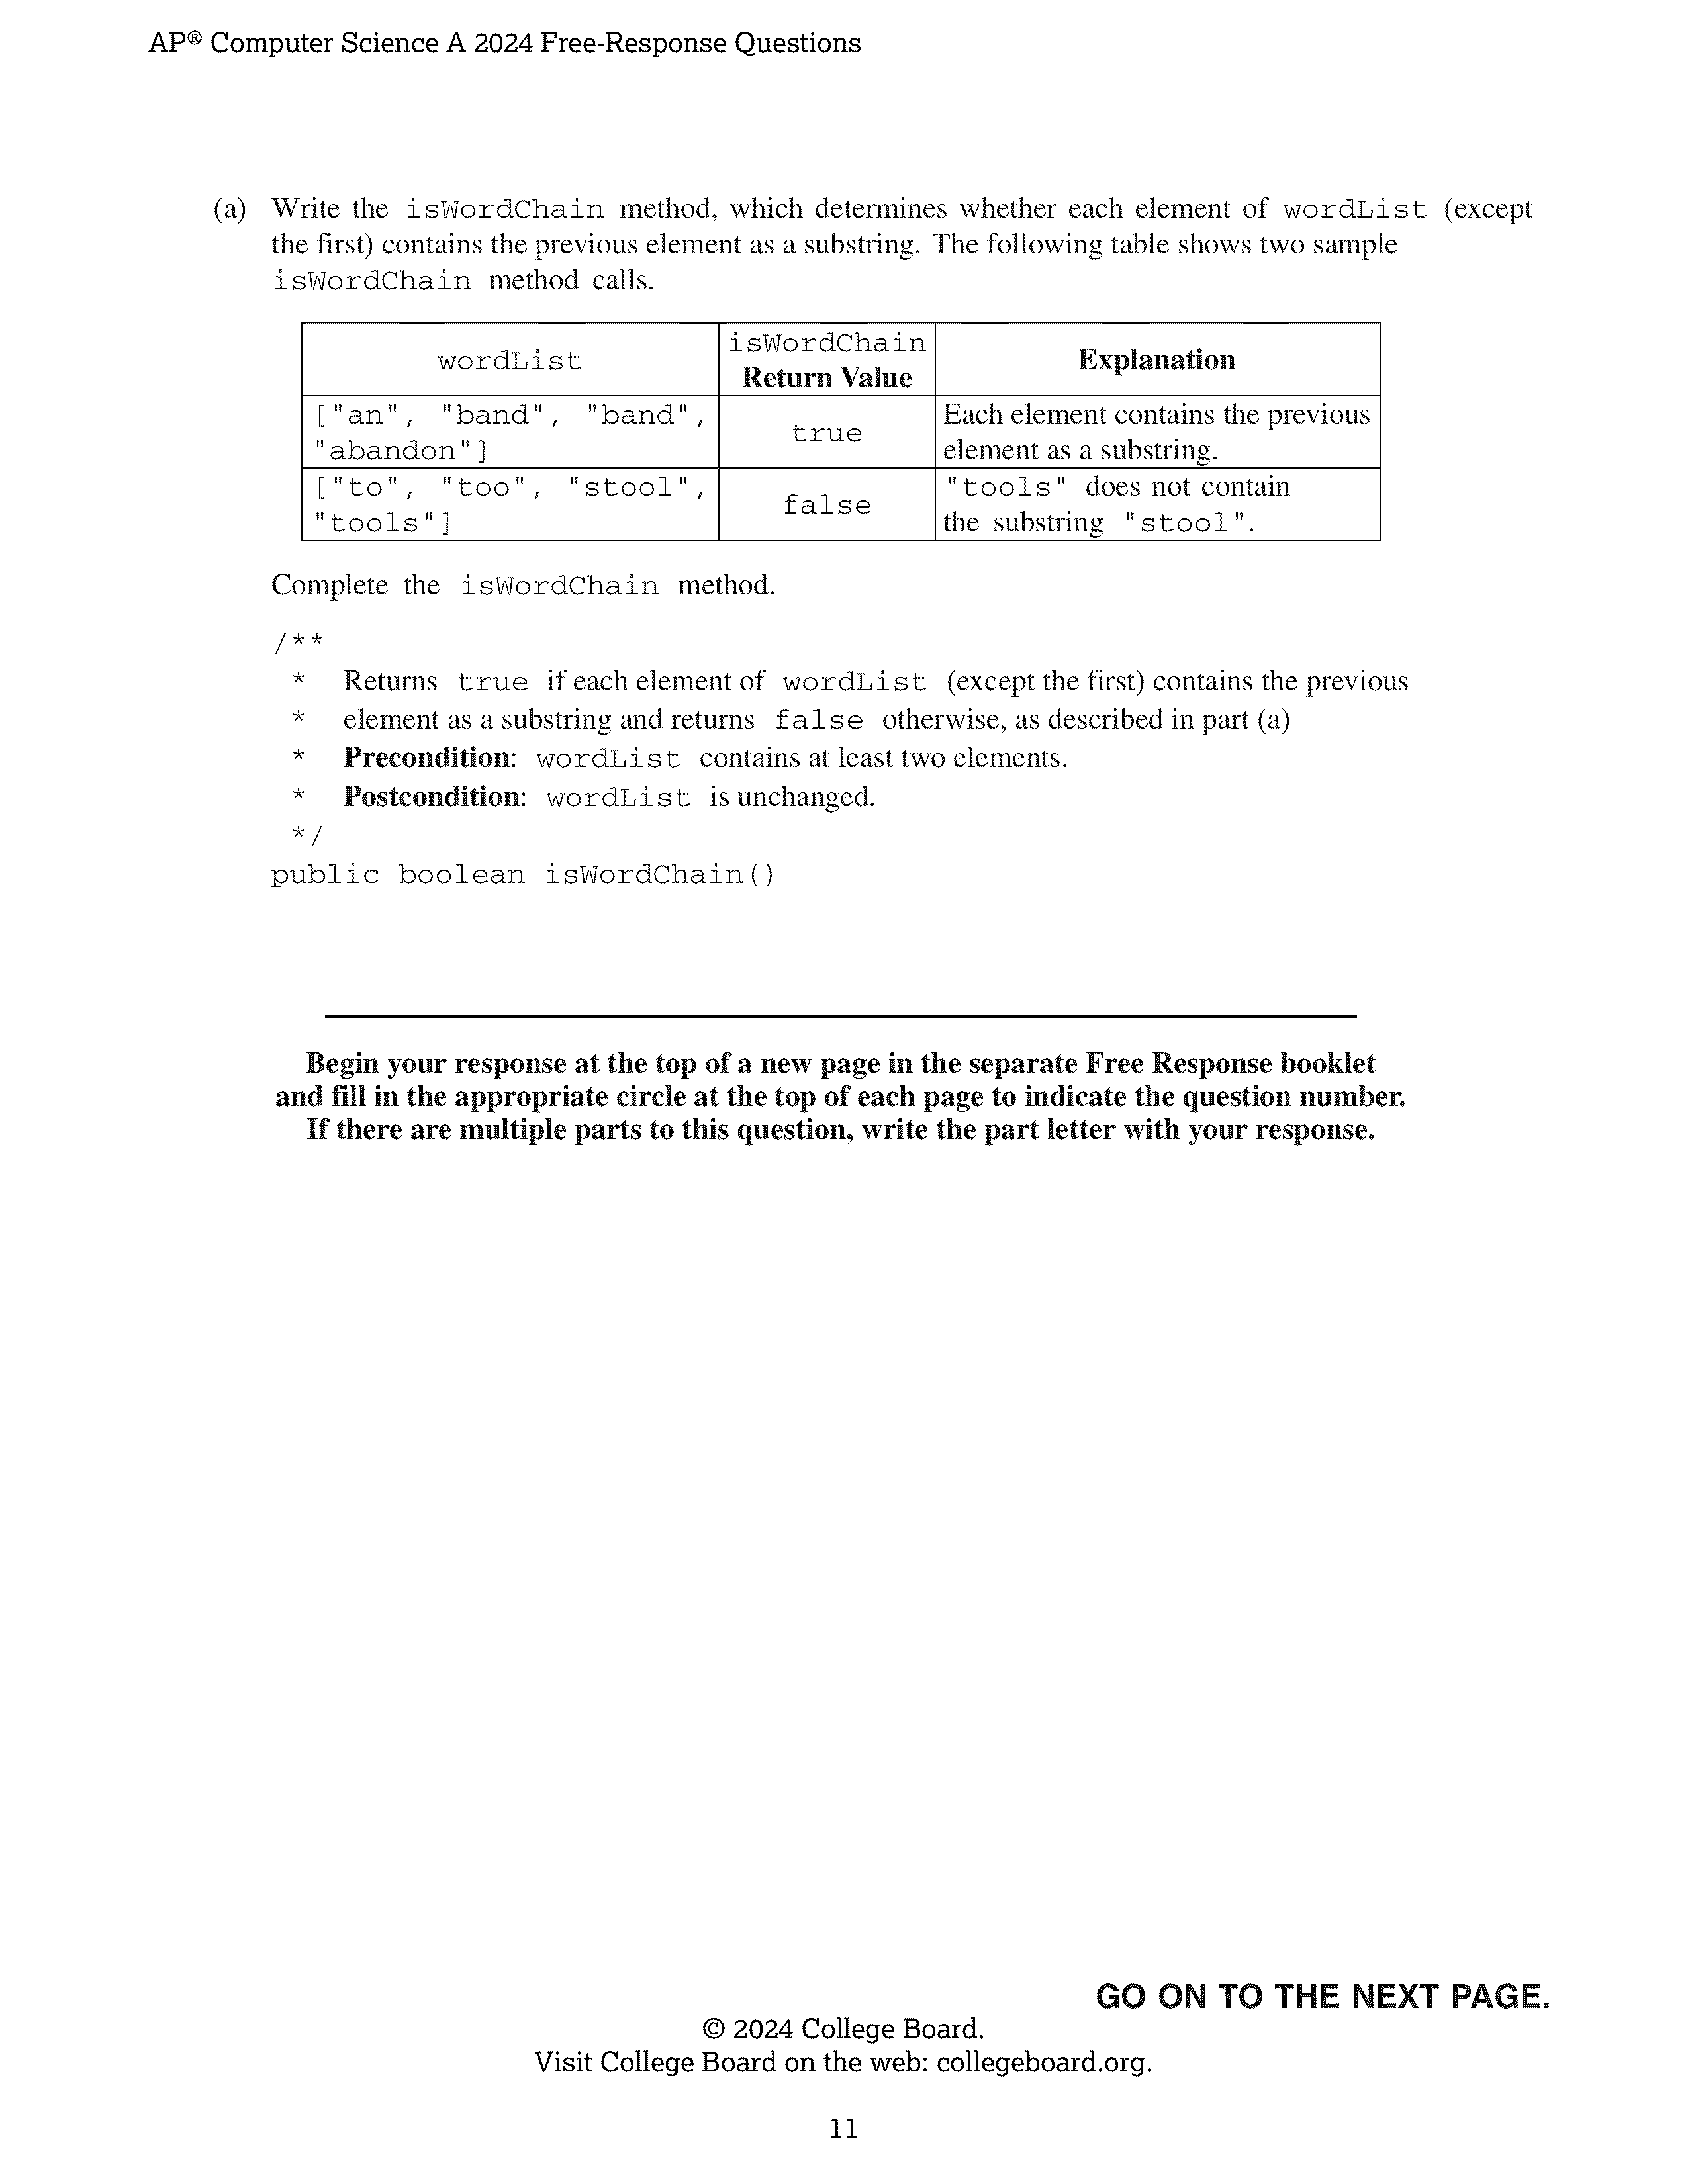 AP® Computer Science A 2024 Free-Response Questions
(a) Write the isWordChain method, which determines whether each element of wordList (except
the first) contains the previous element as a substring. The following table shows two sample
isWordChain method calls.
wordList
isWordChain
Return Value
Explanation
["an", "band", "band",
"abandon"]
true
Each element contains the previous
element as a substring.
["to", "too", "stool",
"tools"]
false
"tools" does not contain
the substring "stool".
Complete the isWordChain method.
/**
* Returns true if each element of wordList (except the first) contains the previous
* element as a substring and returns false otherwise, as described in part (a)
* Precondition: wordList contains at least two elements.
* Postcondition: wordList is unchanged.
*/
public boolean isWordChain()
Begin your response at the top of a new page in the separate Free Response booklet
and fill in the appropriate circle at the top of each page to indicate the question number.
If there are multiple parts to this question, write the part letter with your response.
GO ON TO THE NEXT PAGE.
© 2024 College Board.
Visit College Board on the web: collegeboard.org.
11